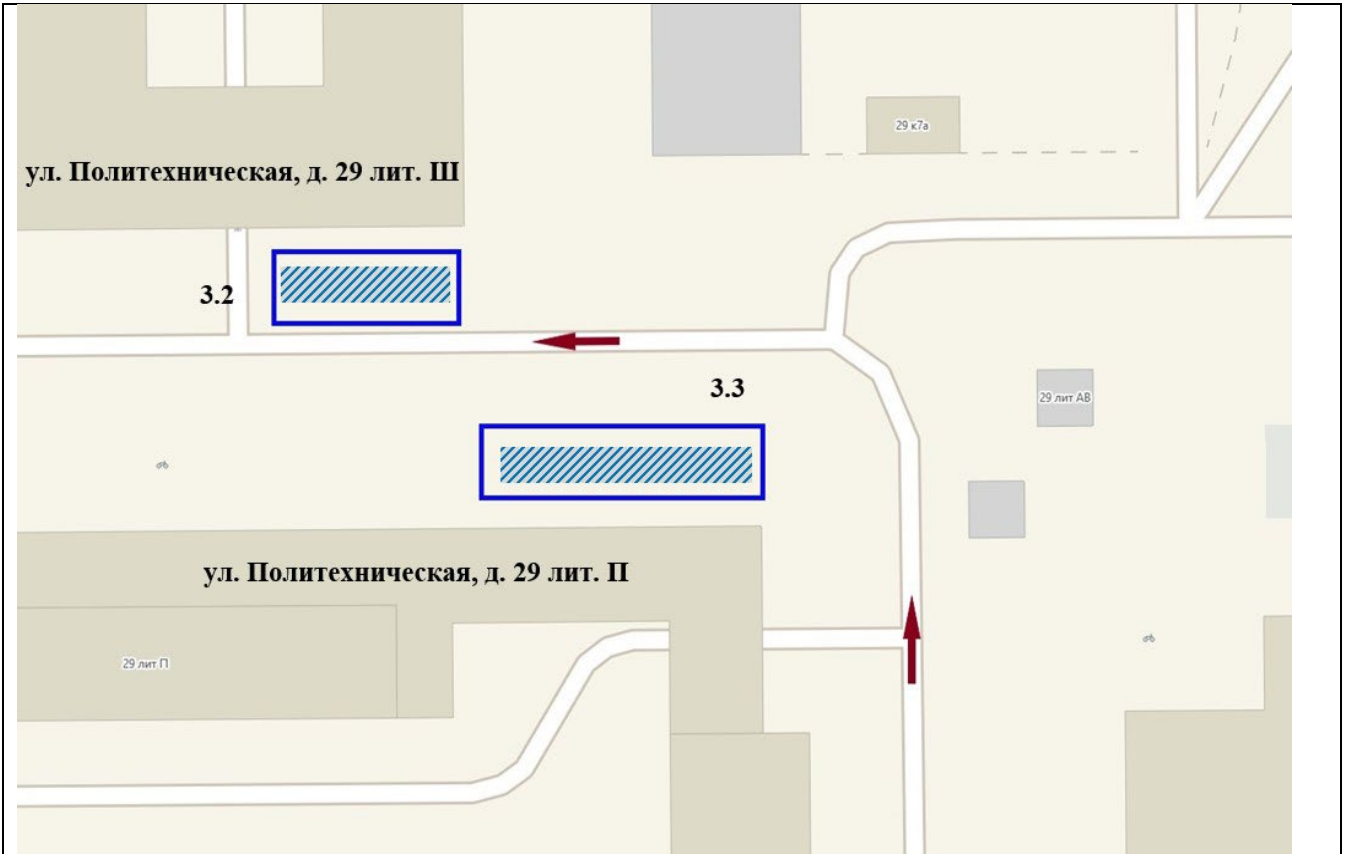 29 к7а
ул. Политехническая, д. 29 лит. Ш
3.2
3.3
29 лит АВ
ул. Политехническая, д. 29 лит. П
29 лит П